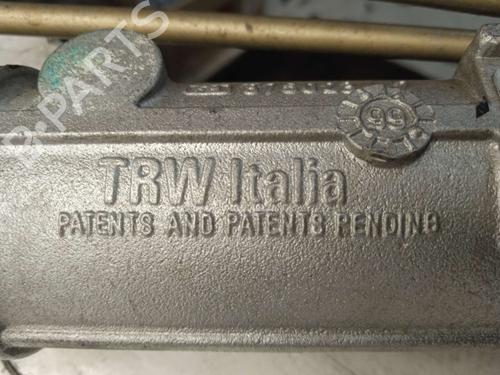 99
TRW Italia
PATENTS AND PATENTS PENDING
B-PARTS